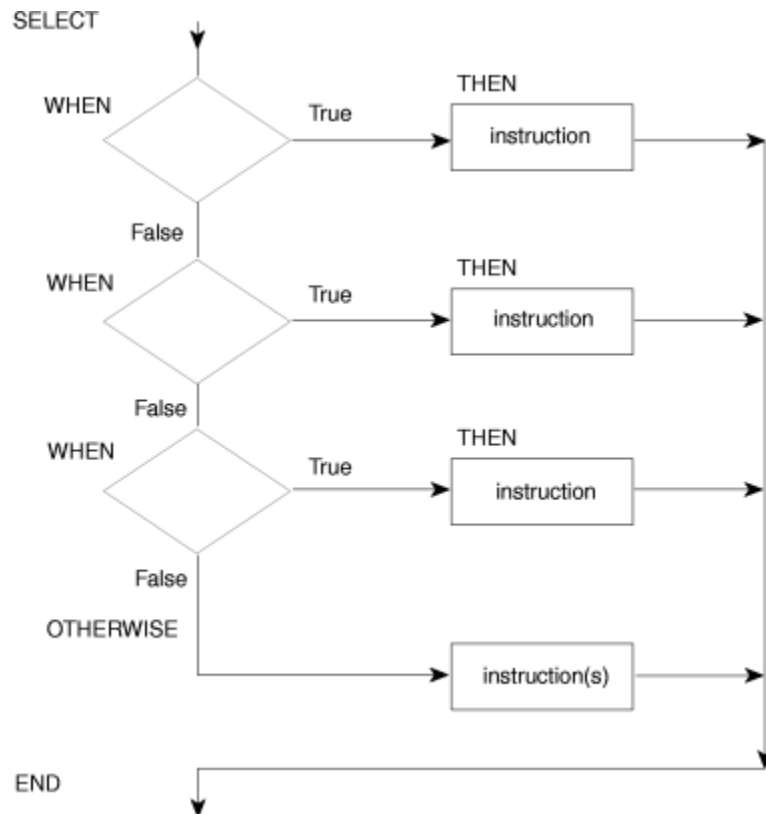 SELECT
WHEN
True
THEN
instruction
False
WHEN
True
THEN
instruction
False
WHEN
True
THEN
instruction
False
OTHERWISE
instruction(s)
END